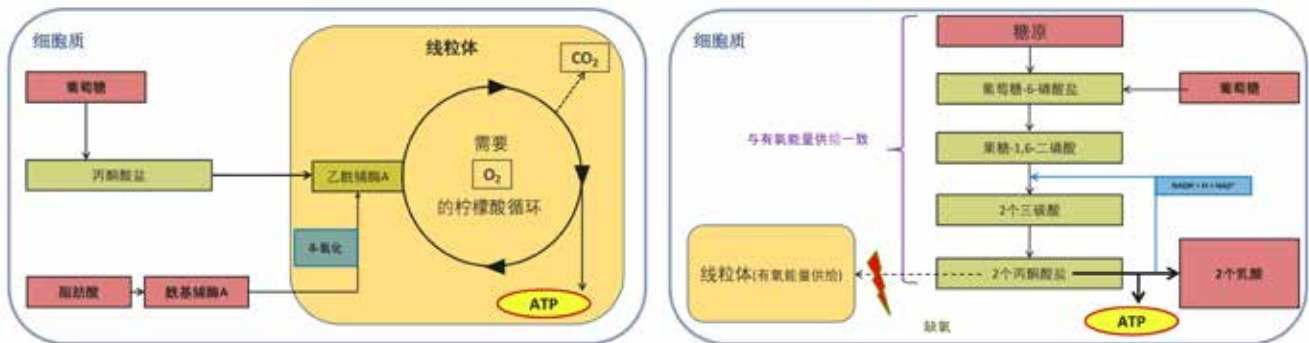 细胞质
线粒体
CO₂
葡萄糖
需要
O₂
的柠檬酸循环
丙酮酸盐
乙酰辅酶A
β-氧化
脂肪酸
酰基辅酶A
ATP
细胞质
糖原
葡萄糖-6-磷酸盐
葡萄糖
与有氧能量供给一致
果糖-1,6-二磷酸
2个三碳酸
线粒体(有氧能量供给)
2个丙酮酸盐
2个乳酸
缺氧
ATP